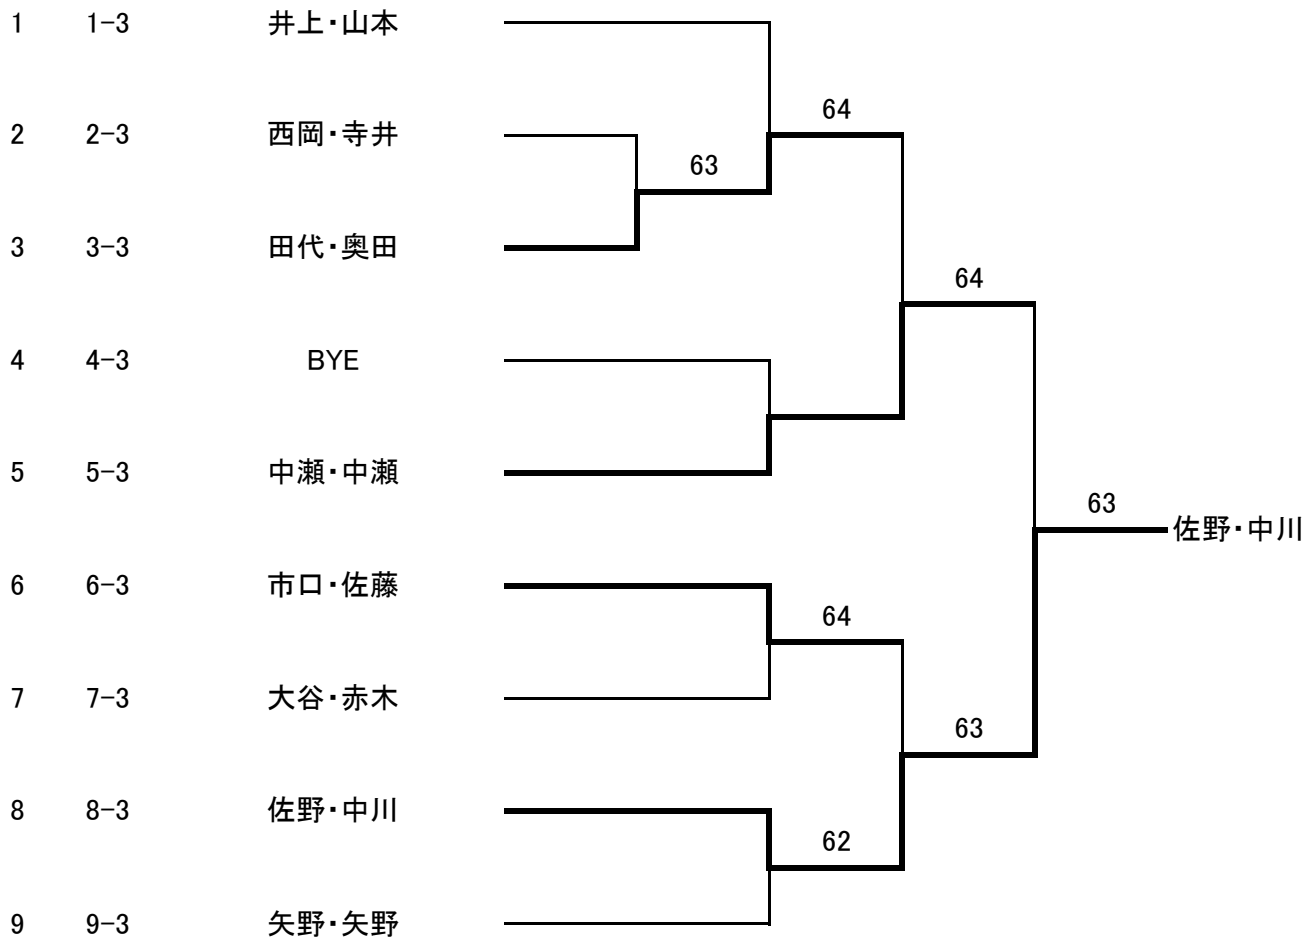 1 1-3 井上・山本
64
2 2-3 西岡・寺井
63
3 3-3 田代・奥田
64
4 4-3 BYE
5 5-3 中瀬・中瀬
63
佐野・中川
6 6-3 市口・佐藤
64
7 7-3 大谷・赤木
63
8 8-3 佐野・中川
62
9 9-3 矢野・矢野